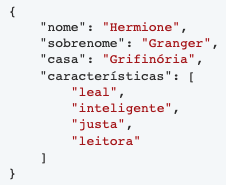 {
    "nome": "Hermione",
    "sobrenome": "Granger",
    "casa": "Grifinória",
    "características": [
        "leal",
        "inteligente",
        "justa",
        "leitora"
    ]
}